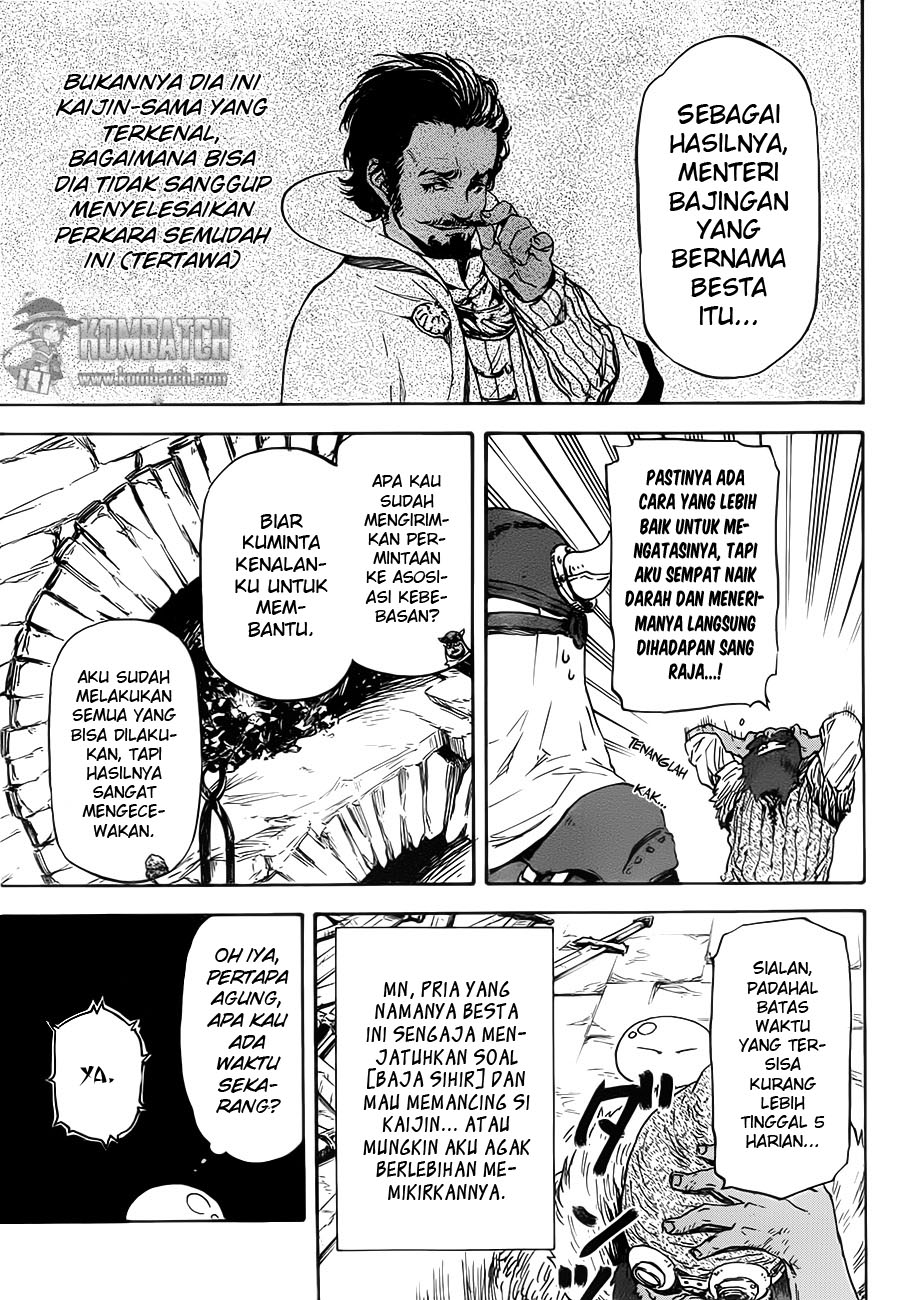 SEBAGAI
HASILNYA,
MENTERI
BAJINGAN
YANG
BERNAMA
BESTA
ITU...
BUKANNYA DIA INI
KAIJIN-SAMA YANG
TERKENAL,
BAGAIMANA BISA
DIA TIDAK SANGGUP
MENYELESAIKAN
PERKARA SEMUDAH
INI (TERTAWA)
KOMBATCH
www.kombatch.com
PASTINYA ADA
CARA YANG LEBIH
BAIK UNTUK ME-
NGATASINYA, TAPI
AKU SEMPAT NAIK
DARAH DAN MENERI-
MANYA LANGSUNG
DIHADAPAN SANG
RAJA...!
TENANGLAH
KAK...
APA KAU
SUDAH
MENGIRIM-
KAN PER-
MINTAAN
KE ASOSI-
ASI KEBE-
BASAN?
BIAR
KUMINTA
KENALAN-
KU UNTUK
MEM-
BANTU.
AKU SUDAH
MELAKUKAN
SEMUA YANG
BISA DILAKU-
KAN, TAPI
HASILNYA
SANGAT
MENGECE-
WAKAN.
SIALAN,
PADAHAL
BATAS
WAKTU
YANG TER-
SISA
KURANG
LEBIH
TINGGAL 5
HARIAN...
ダンッ
MN, PRIA YANG
NAMANYA BESTA
INI SENGAJA MEN-
JATUHKAN SOAL
[BAJA SIHIR] DAN
MAU MEMANCING SI
KAIJIN... ATAU
MUNGKIN AKU AGAK
BERLEBIHAN ME-
MIKIRKANNYA.
OH IYA,
PERTAPA
AGUNG,
APA KAU
ADA
WAKTU
SEKA-
RANG?
YA.